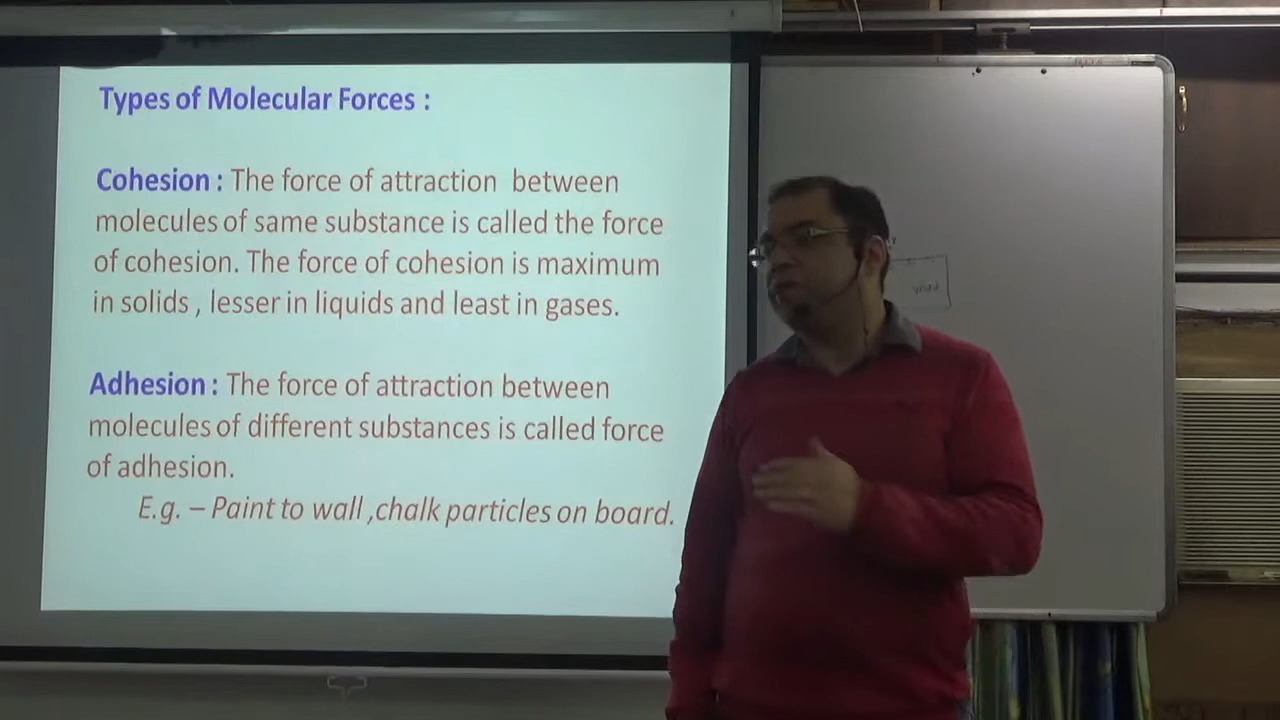 Types of Molecular Forces :
Cohesion : The force of attraction between
molecules of same substance is called the force
of cohesion. The force of cohesion is maximum
in solids , lesser in liquids and least in gases.
Adhesion : The force of attraction between
molecules of different substances is called force
of adhesion.
E.g. – Paint to wall ,chalk particles on board.